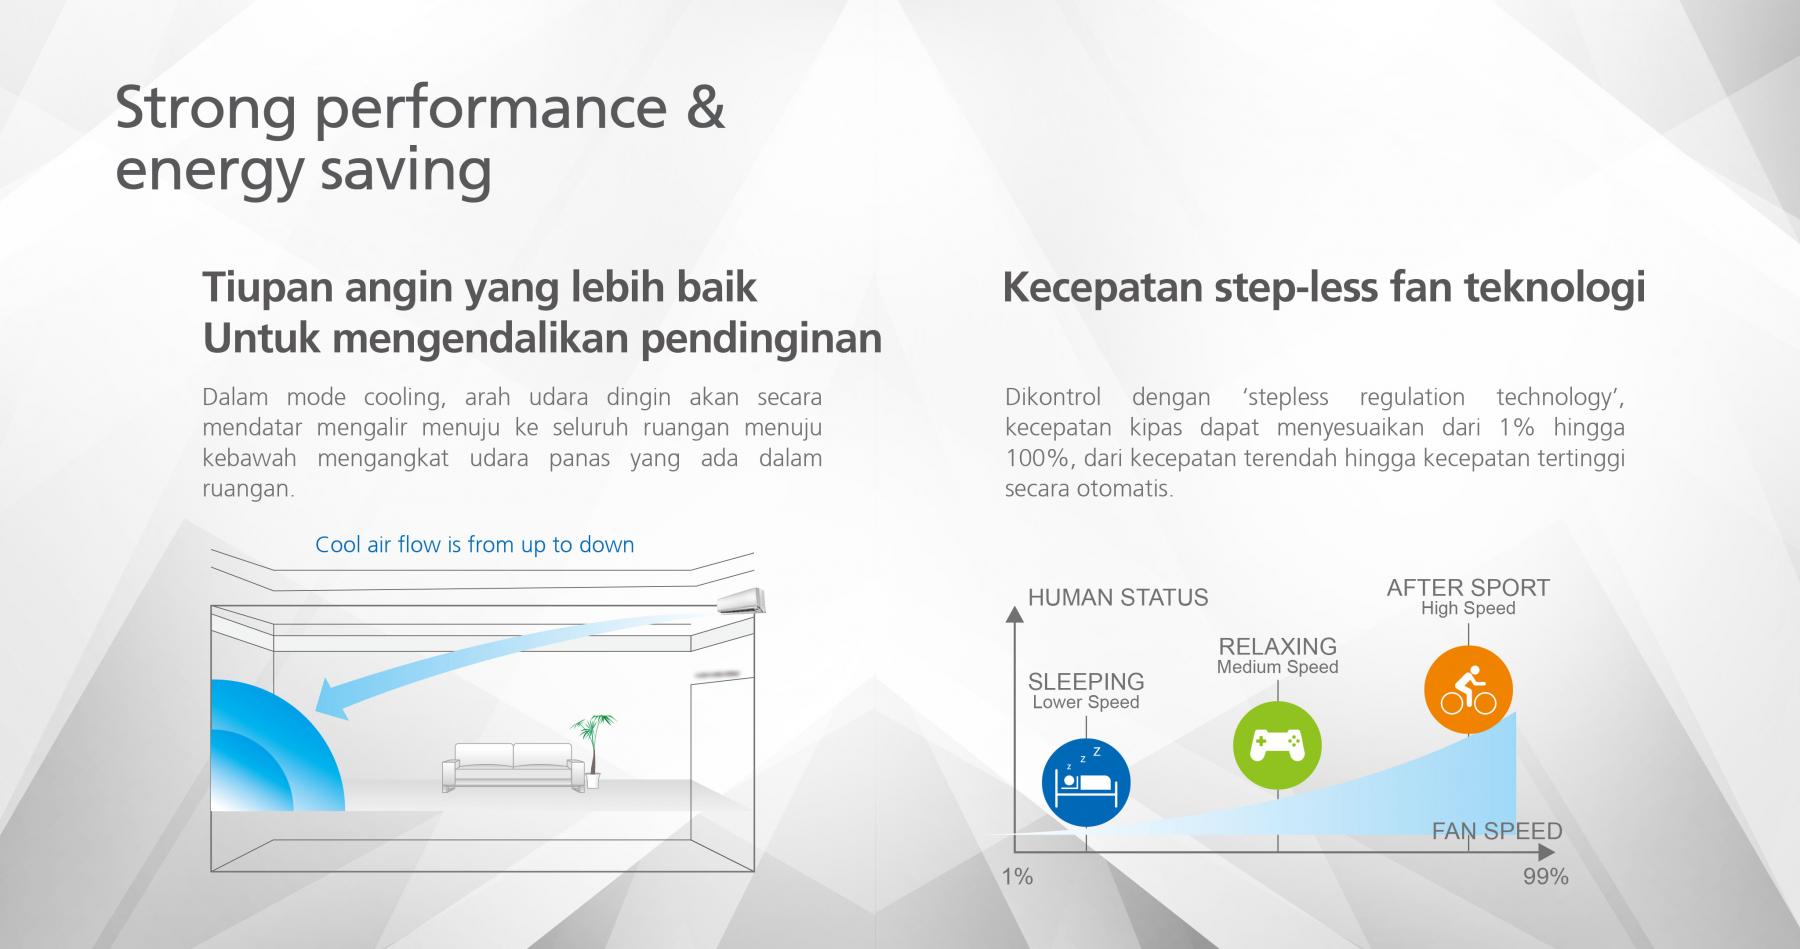 Strong performance &
energy saving
Tiupan angin yang lebih baik
Untuk mengendalikan pendinginan
Dalam mode cooling, arah udara dingin akan secara
mendatar mengalir menuju ke seluruh ruangan menuju
kebawah mengangkat udara panas yang ada dalam
ruangan.
Cool air flow is from up to down
Kecepatan step-less fan teknologi
Dikontrol dengan ‘stepless regulation technology’,
kecepatan kipas dapat menyesuaikan dari 1% hingga
100%, dari kecepatan terendah hingga kecepatan tertinggi
secara otomatis.
HUMAN STATUS
AFTER SPORT
High Speed
RELAXING
Medium Speed
SLEEPING
Lower Speed
z z Z
FAN SPEED
1%
99%